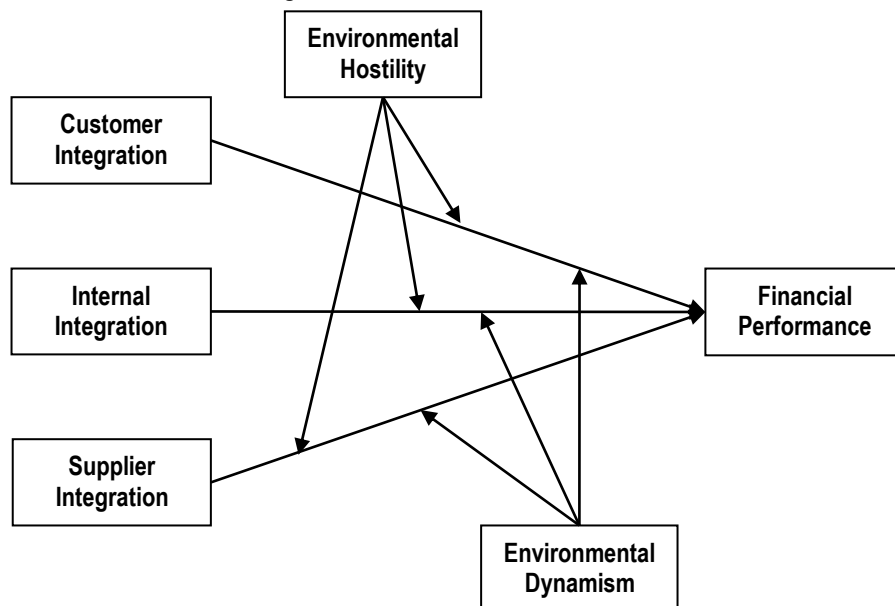 Environmental
Hostility
Customer
Integration
Internal
Integration
Financial
Performance
Supplier
Integration
Environmental
Dynamism